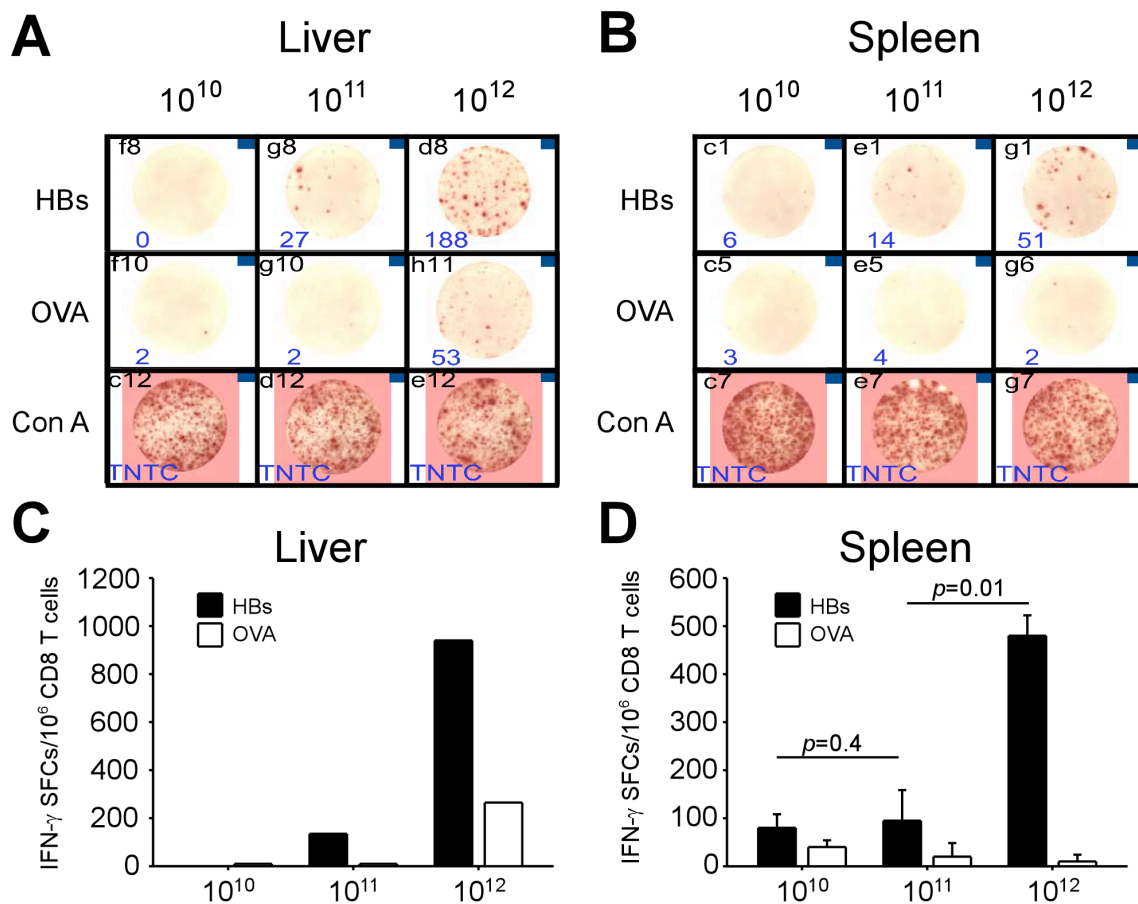 A Liver
10¹⁰ 10¹¹ 10¹²
HBs
f8 g8 d8
0 27 188
OVA
f10 g10 h11
2 2 53
Con A
c12 d12 e12
TNTC TNTC TNTC
B Spleen
10¹⁰ 10¹¹ 10¹²
HBs
c1 e1 g1
6 14 51
OVA
c5 e5 g6
3 4 2
Con A
c7 e7 g7
TNTC TNTC TNTC
C Liver
IFN-γ SFCs/10⁶ CD8 T cells
1200
1000
800
600
400
200
0
HBs
OVA
10¹⁰ 10¹¹ 10¹²
D Spleen
IFN-γ SFCs/10⁶ CD8 T cells
600
500
400
300
200
100
0
HBs
OVA
p=0.01
p=0.4
10¹⁰ 10¹¹ 10¹²